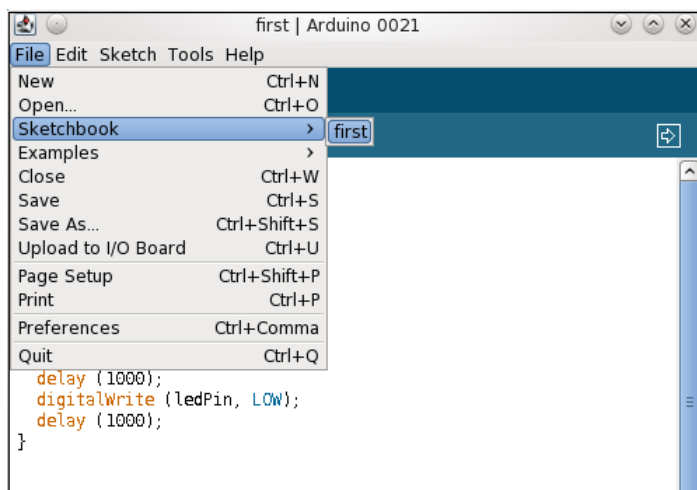 first | Arduino 0021
File Edit Sketch Tools Help
New Ctrl+N
Open... Ctrl+O
Sketchbook > first
Examples >
Close Ctrl+W
Save Ctrl+S
Save As... Ctrl+Shift+S
Upload to I/O Board Ctrl+U
Page Setup Ctrl+Shift+P
Print Ctrl+P
Preferences Ctrl+Comma
Quit Ctrl+Q
delay (1000);
digitalWrite (ledPin, LOW);
delay (1000);
}